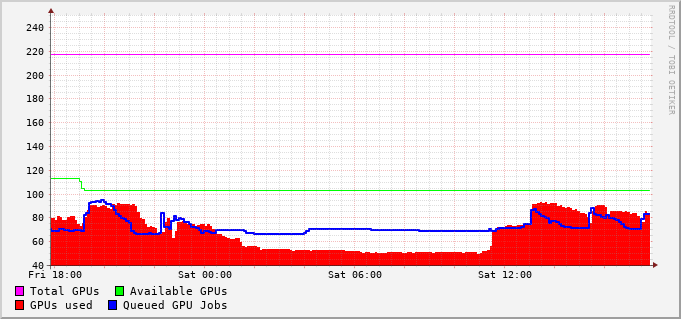 240
220
200
180
160
140
120
100
80
60
40
Fri 18:00 Sat 00:00 Sat 06:00 Sat 12:00
Total GPUs Available GPUs
GPUs used Queued GPU Jobs
RRDTOOL / TOBI OETIKER